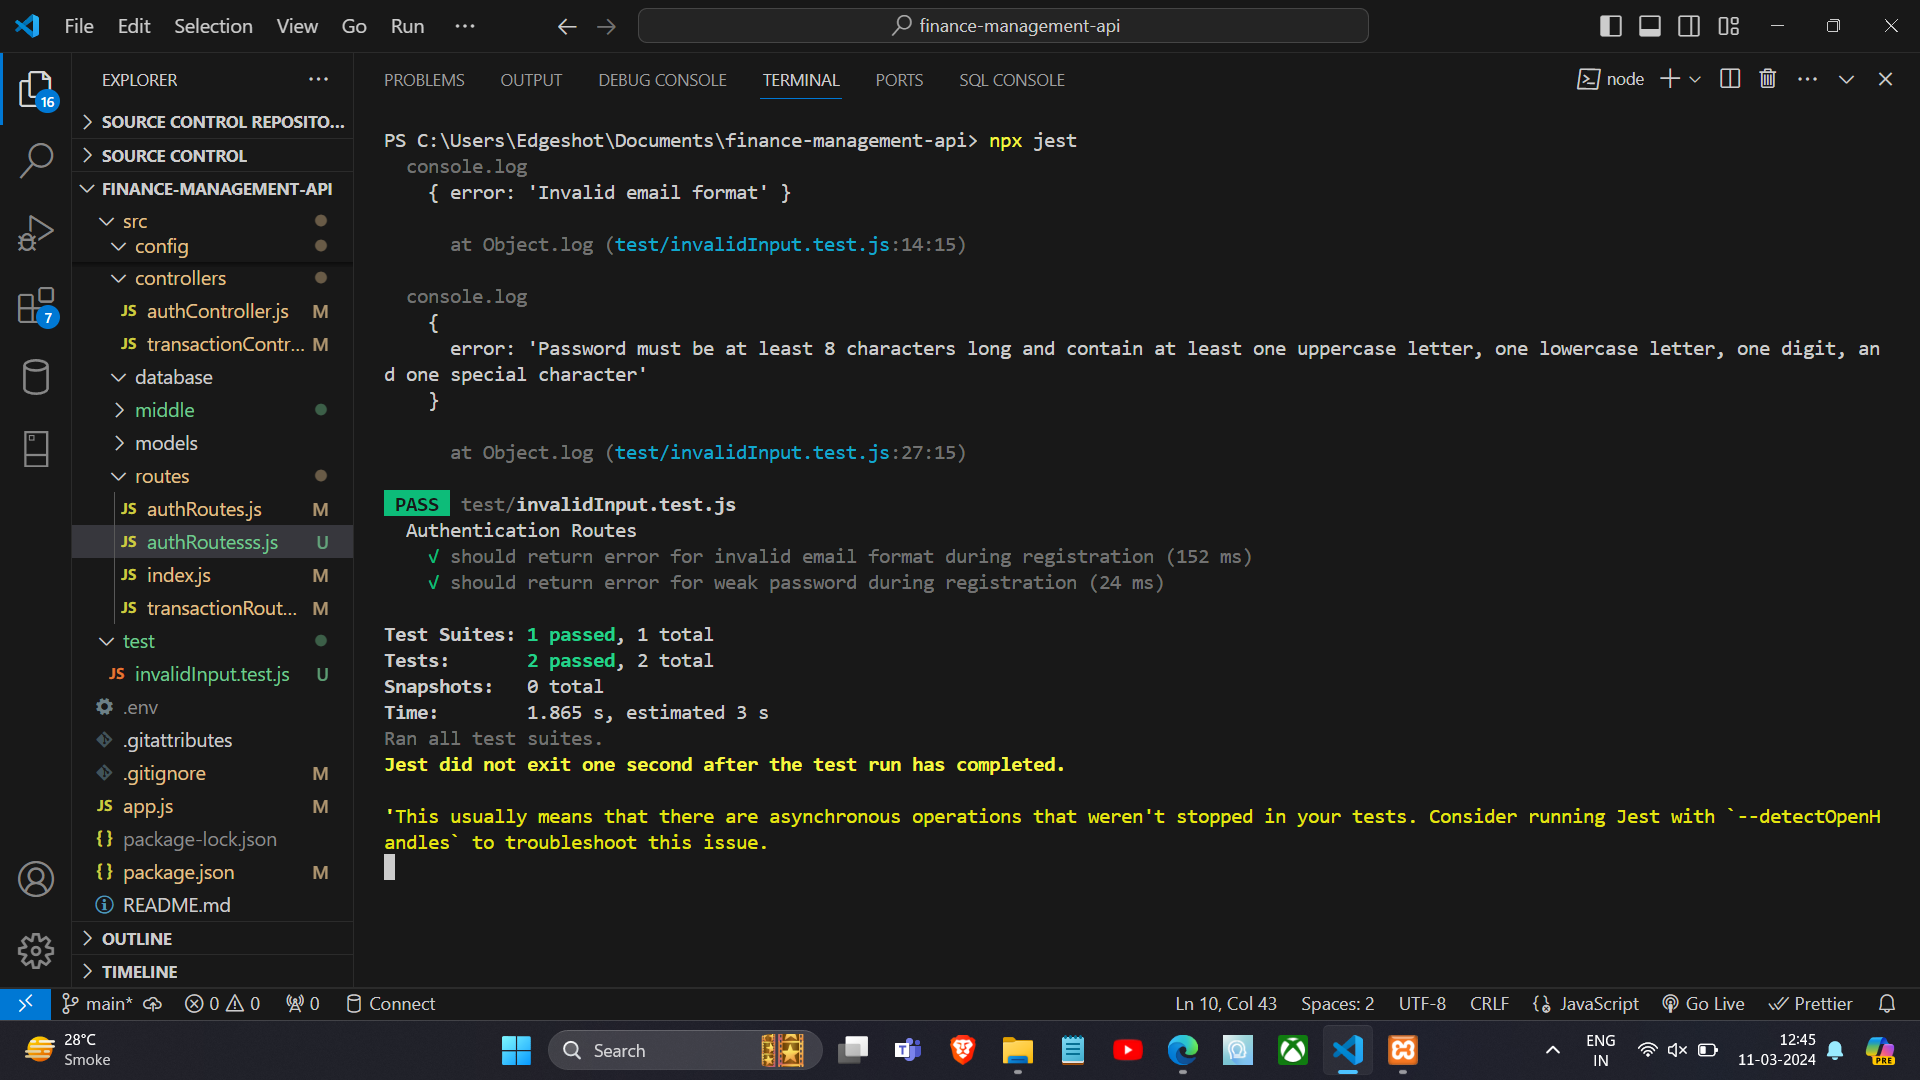 File Edit Selection View Go Run ...
finance-management-api
EXPLORER
16
7
SOURCE CONTROL REPOSITO...
SOURCE CONTROL
FINANCE-MANAGEMENT-API
src
config
controllers
JS authController.js M
JS transactionContr... M
database
middle
models
routes
JS authRoutes.js M
JS authRoutesss.js U
JS index.js M
JS transactionRout... M
test
JS invalidInput.test.js U
.env
.gitattributes
.gitignore M
JS app.js M
{} package-lock.json
{} package.json M
README.md
OUTLINE
TIMELINE
PROBLEMS OUTPUT DEBUG CONSOLE TERMINAL PORTS SQL CONSOLE
node
PS C:\Users\Edgeshot\Documents\finance-management-api> npx jest
console.log
{ error: 'Invalid email format' }
at Object.log (test/invalidInput.test.js:14:15)
console.log
{
error: 'Password must be at least 8 characters long and contain at least one uppercase letter, one lowercase letter, one digit, an
d one special character'
}
at Object.log (test/invalidInput.test.js:27:15)
PASS test/invalidInput.test.js
Authentication Routes
√ should return error for invalid email format during registration (152 ms)
√ should return error for weak password during registration (24 ms)
Test Suites: 1 passed, 1 total
Tests: 2 passed, 2 total
Snapshots: 0 total
Time: 1.865 s, estimated 3 s
Ran all test suites.
Jest did not exit one second after the test run has completed.
'This usually means that there are asynchronous operations that weren't stopped in your tests. Consider running Jest with `--detectOpenH
andles` to troubleshoot this issue.
main* 0 0 0 Connect
Ln 10, Col 43 Spaces: 2 UTF-8 CRLF JavaScript Go Live Prettier
28°C
Smoke
Search
ENG
IN
12:45
11-03-2024
PRE